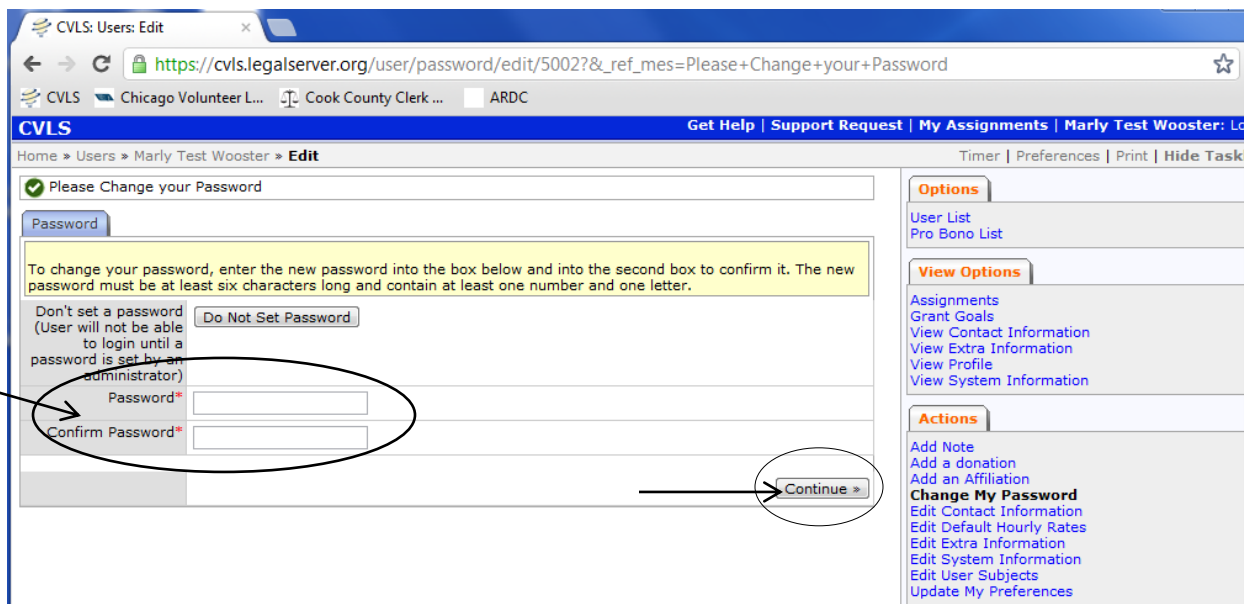 CVLS: Users: Edit
https://cvls.legalserver.org/user/password/edit/5002?&_ref_mes=Please+Change+your+Password
CVLS Chicago Volunteer L... Cook County Clerk ... ARDC
CVLS Get Help | Support Request | My Assignments | Marly Test Wooster: Lo
Home » Users » Marly Test Wooster » Edit Timer | Preferences | Print | Hide Task
Please Change your Password
Password
To change your password, enter the new password into the box below and into the second box to confirm it. The new
password must be at least six characters long and contain at least one number and one letter.
Don't set a password
(User will not be able
to login until a
password is set by an
administrator)
Do Not Set Password
Password*
Confirm Password*
Continue »
Options
User List
Pro Bono List
View Options
Assignments
Grant Goals
View Contact Information
View Extra Information
View Profile
View System Information
Actions
Add Note
Add a donation
Add an Affiliation
Change My Password
Edit Contact Information
Edit Default Hourly Rates
Edit Extra Information
Edit System Information
Edit User Subjects
Update My Preferences